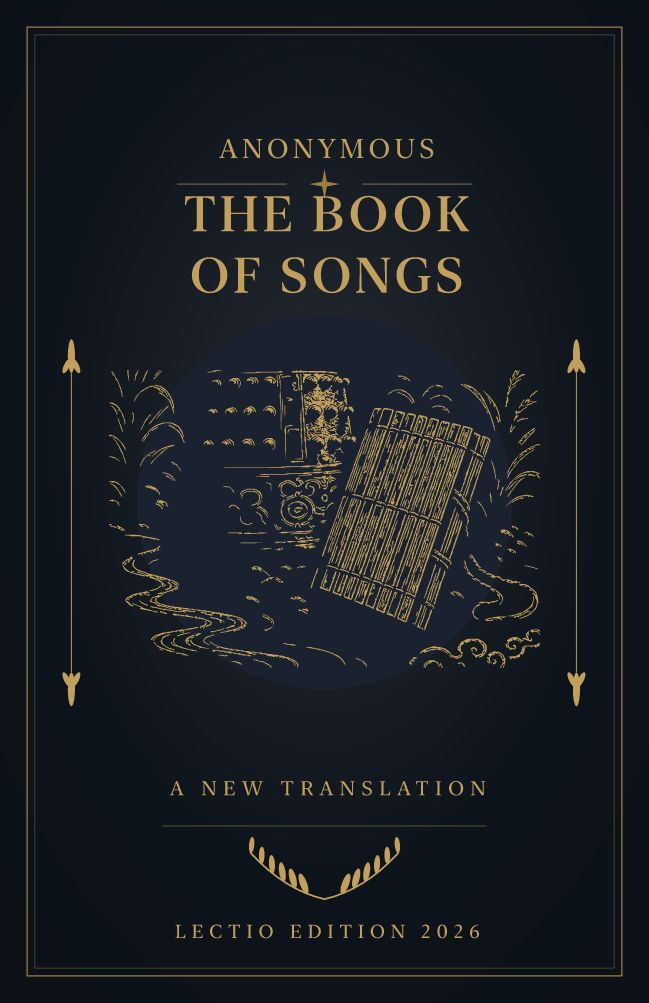 ANONYMOUS
THE BOOK
OF SONGS
A NEW TRANSLATION
LECTIO EDITION 2026